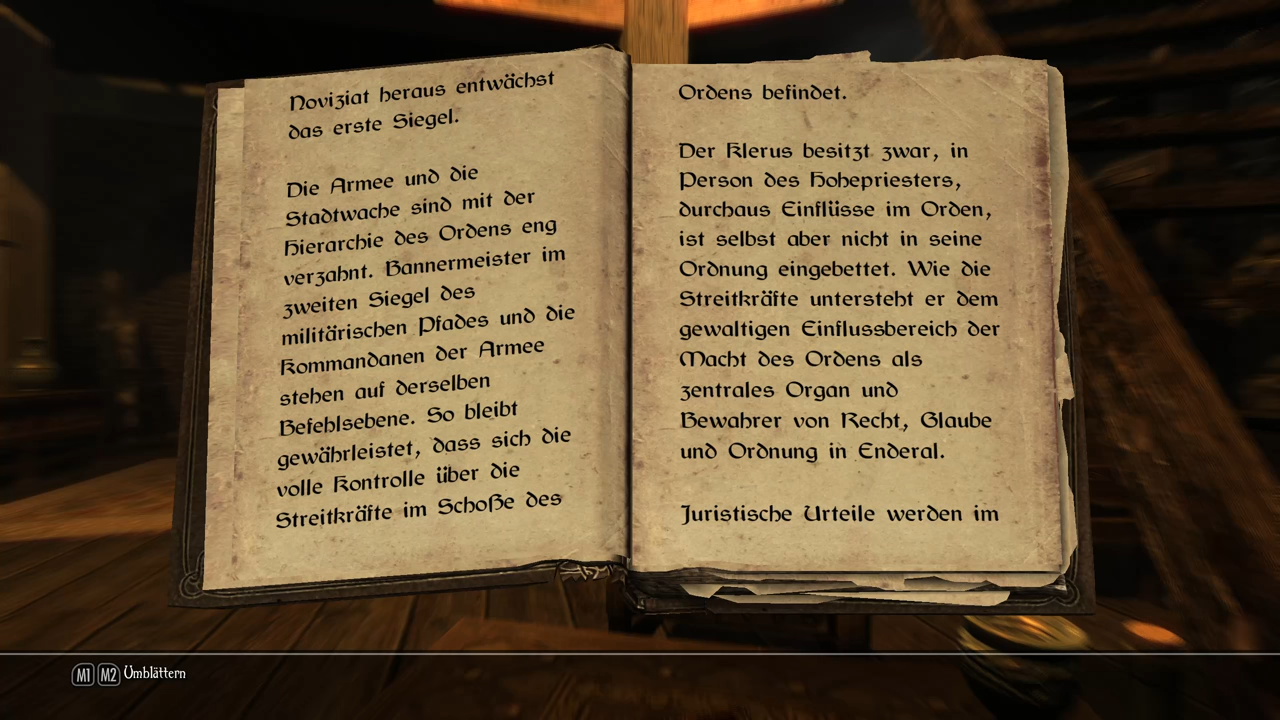 Noviziat heraus entwächst
das erste Siegel.
Die Armee und die
Stadtwache sind mit der
Hierarchie des Ordens eng
verzahnt. Bannermeister im
zweiten Siegel des
militärischen Pfades und die
Kommandanen der Armee
stehen auf derselben
Befehlsebene. So bleibt
gewährleistet, dass sich die
volle Kontrolle über die
Streitkräfte im Schoße des
Ordens befindet.
Der Klerus besitzt zwar, in
Person des Hohepriesters,
durchaus Einflüsse im Orden,
ist selbst aber nicht in seine
Ordnung eingebettet. Wie die
Streitkräfte untersteht er dem
gewaltigen Einflussbereich der
Macht des Ordens als
zentrales Organ und
Bewahrer von Recht, Glaube
und Ordnung in Enderal.
Juristische Urteile werden im
M1 M2 Umblättern